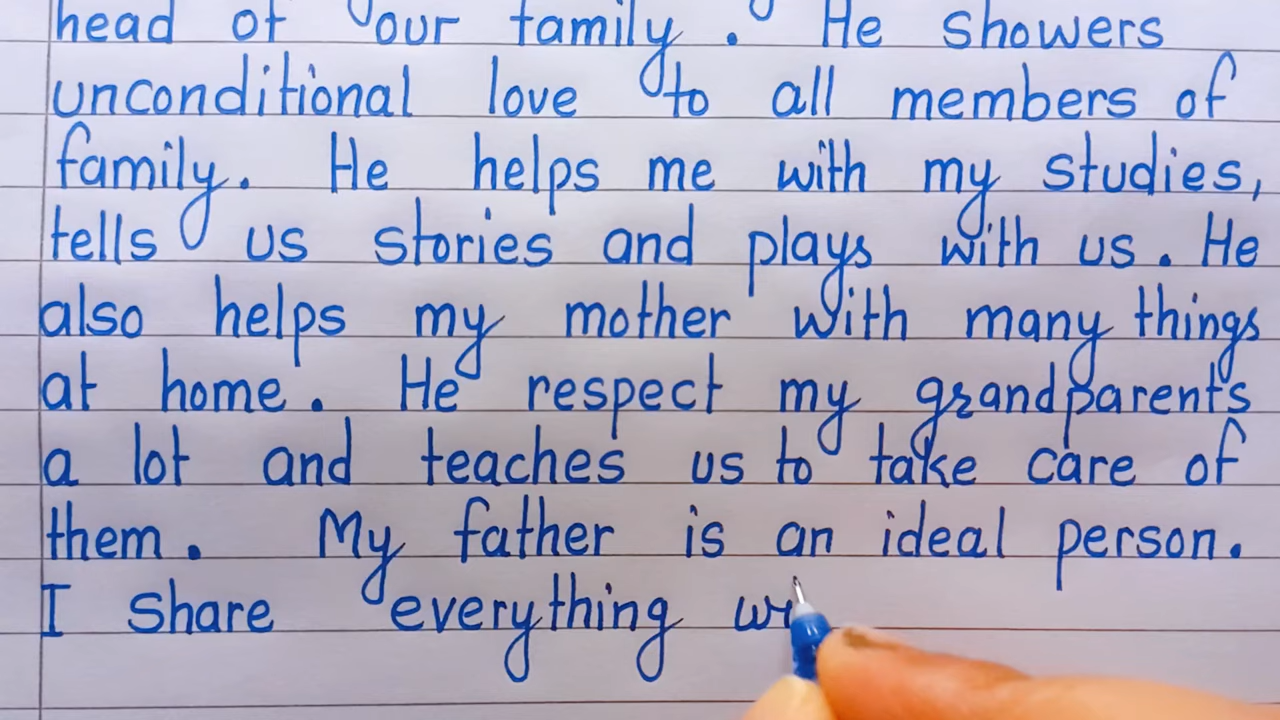 head of our family. He showers
unconditional love to all members of
family. He helps me with my studies,
tells us stories and plays with us. He
also helps my mother with many things
at home. He respect my grandparents
a lot and teaches us to take care of
them. My father is an ideal person.
I share everything